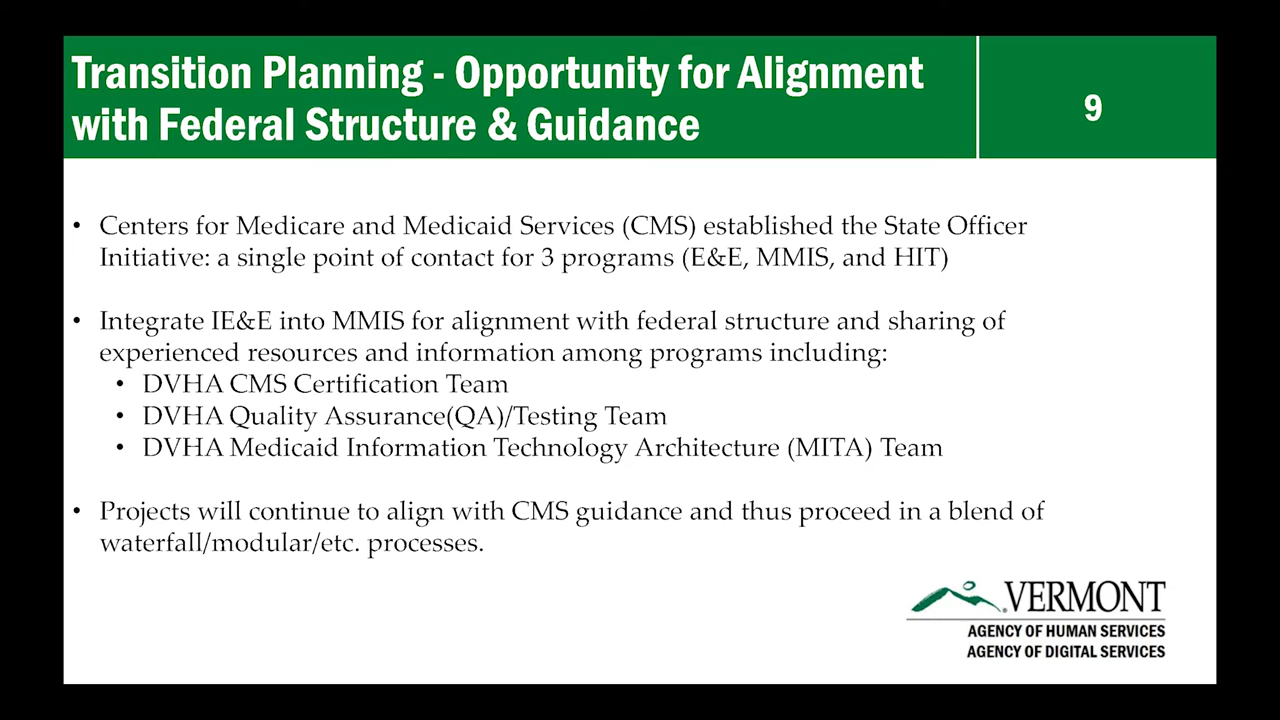 Transition Planning - Opportunity for Alignment
with Federal Structure & Guidance
9
• Centers for Medicare and Medicaid Services (CMS) established the State Officer
Initiative: a single point of contact for 3 programs (E&E, MMIS, and HIT)
• Integrate IE&E into MMIS for alignment with federal structure and sharing of
experienced resources and information among programs including:
• DVHA CMS Certification Team
• DVHA Quality Assurance(QA)/Testing Team
• DVHA Medicaid Information Technology Architecture (MITA) Team
• Projects will continue to align with CMS guidance and thus proceed in a blend of
waterfall/modular/etc. processes.
VERMONT
AGENCY OF HUMAN SERVICES
AGENCY OF DIGITAL SERVICES